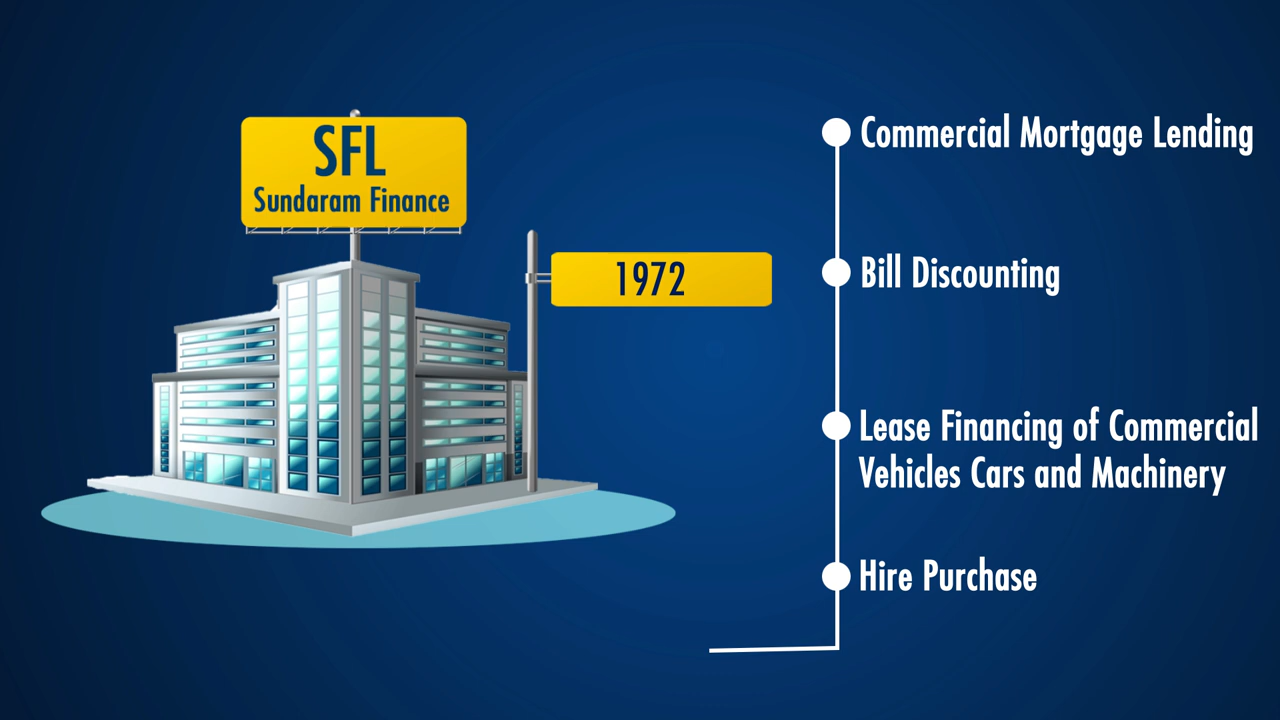 SFL
Sundaram Finance
1972
Commercial Mortgage Lending
Bill Discounting
Lease Financing of Commercial
Vehicles Cars and Machinery
Hire Purchase